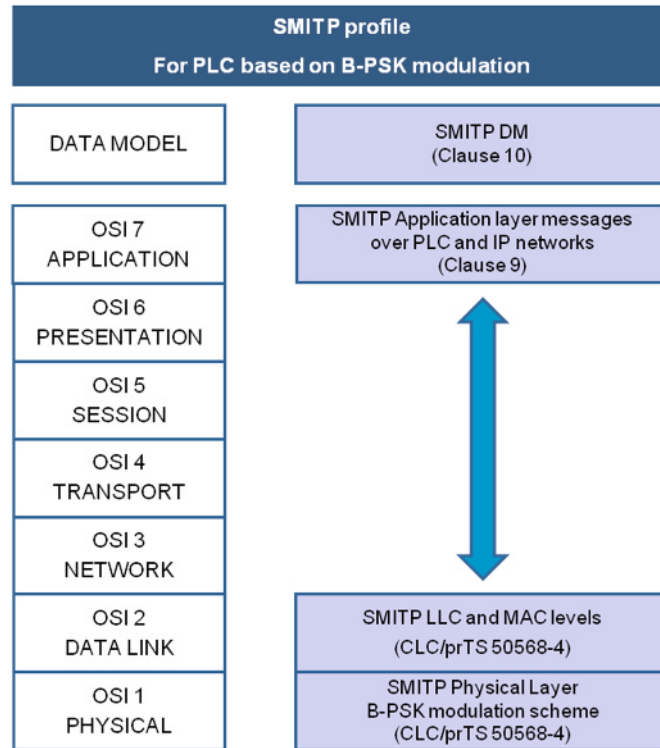 SMITP profile
For PLC based on B-PSK modulation
DATA MODEL
SMITP DM
(Clause 10)
OSI 7
APPLICATION
SMITP Application layer messages
over PLC and IP networks
(Clause 9)
OSI 6
PRESENTATION
OSI 5
SESSION
OSI 4
TRANSPORT
OSI 3
NETWORK
OSI 2
DATA LINK
SMITP LLC and MAC levels
(CLC/prTS 50568-4)
OSI 1
PHYSICAL
SMITP Physical Layer
B-PSK modulation scheme
(CLC/prTS 50568-4)